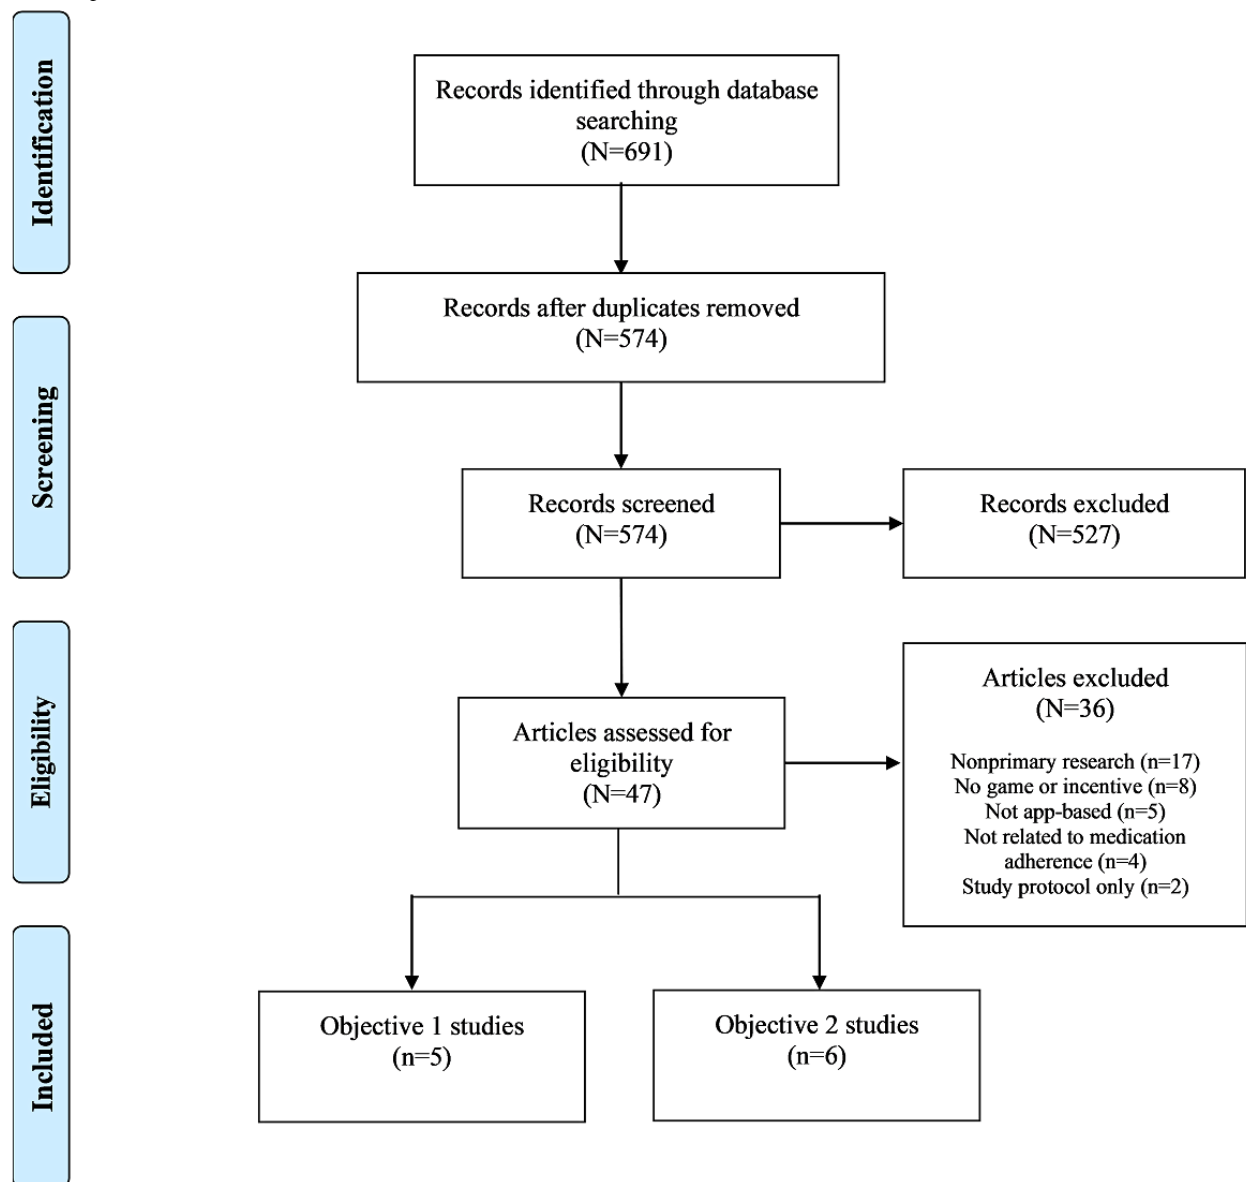 Identification
Records identified through database
searching
(N=691)
Records after duplicates removed
(N=574)
Screening
Records screened
(N=574)
Records excluded
(N=527)
Eligibility
Articles assessed for
eligibility
(N=47)
Articles excluded
(N=36)
Nonprimary research (n=17)
No game or incentive (n=8)
Not app-based (n=5)
Not related to medication
adherence (n=4)
Study protocol only (n=2)
Included
Objective 1 studies
(n=5)
Objective 2 studies
(n=6)